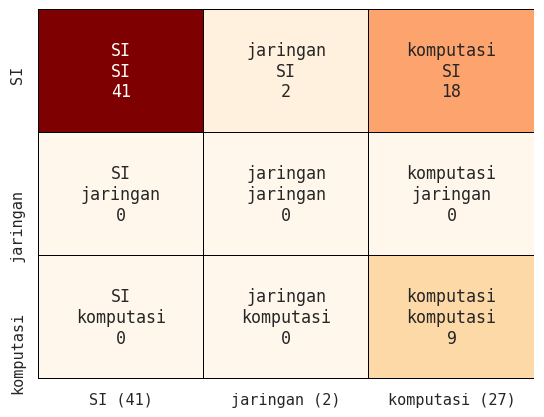 SI
SI
SI
41
jaringan
SI
2
komputasi
SI
18
jaringan
SI
jaringan
0
jaringan
jaringan
0
komputasi
jaringan
0
komputasi
SI
komputasi
0
jaringan
komputasi
0
komputasi
komputasi
9
SI (41)
jaringan (2)
komputasi (27)